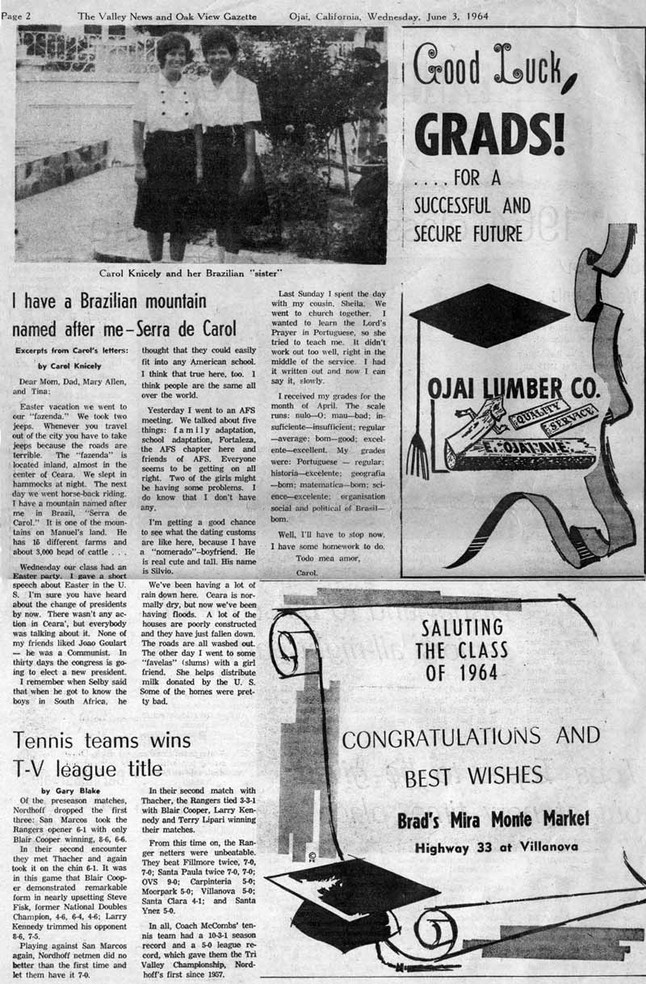 Page 2 The Valley News and Oak View Gazette Ojai, California, Wednesday, June 3, 1964
Carol Knicely and her Brazilian "sister"
I have a Brazilian mountain
named after me – Serra de Carol
Excerpts from Carol's letters:
by Carol Knicely
Dear Mom, Dad, Mary Allen,
and Tina:
Easter vacation we went to
our "fazenda." We took two
jeeps. Whenever you travel
out of the city you have to take
jeeps because the roads are
terrible. The "fazenda" is
located inland, almost in the
center of Ceara. We slept in
hammocks at night. The next
day we went horse-back riding.
I have a mountain named after
me in Brazil, "Serra de
Carol." It is one of the moun-
tains on Manuel's land. He
has 16 different farms and
about 3,000 head of cattle . . .
Wednesday our class had an
Easter party. I gave a short
speech about Easter in the U.
S. I'm sure you have heard
about the change of presidents
by now. There wasn't any ac-
tion in Ceara', but everybody
was talking about it. None of
my friends liked Joao Goulart
— he was a Communist. In
thirty days the congress is go-
ing to elect a new president.
I remember when Selby said
that when he got to know the
boys in South Africa, he
thought that they could easily
fit into any American school.
I think that true here, too. I
think people are the same all
over the world.
Yesterday I went to an AFS
meeting. We talked about five
things: family adaptation,
school adaptation, Fortaleza,
the AFS chapter here and
friends of AFS. Everyone
seems to be getting on all
right. Two of the girls might
be having some problems. I
do know that I don't have
any.
I'm getting a good chance
to see what the dating customs
are like here, because I have
a "nomerado"-boyfriend. He
is real cute and tall. His name
is Silvio.
We've been having a lot of
rain down here. Ceara is nor-
mally dry, but now we've been
having floods. A lot of the
houses are poorly constructed
and they have just fallen down.
The roads are all washed out.
The other day I went to some
"favelas" (slums) with a girl
friend. She helps distribute
milk donated by the U. S.
Some of the homes were pret-
ty bad.
Last Sunday I spent the day
with my cousin, Sheila. We
went to church together. I
wanted to learn the Lord's
Prayer in Portuguese, so she
tried to teach me. It didn't
work out too well, right in the
middle of the service. I had
it written out and now I can
say it, slowly.
I received my grades for the
month of April. The scale
runs: nulo—O; mau—bad; in-
suficiente—insufficient; regular
—average; bom—good; excel-
ente—excellent. My grades
were: Portuguese — regular;
historia—excelente; geografia
—bom; matematica—bom; sci-
ence—excelente; organisation
social and political of Brasil—
bom.
Well, I'll have to stop now.
I have some homework to do.
Todo mea amor,
Carol.
Tennis teams wins
T-V league title
by Gary Blake
Of the preseason matches,
Nordhoff dropped the first
three: San Marcos took the
Rangers opener 6-1 with only
Blair Cooper winning, 8-6, 6-6.
In their second encounter
they met Thacher and again
took it on the chin 6-1. It was
in this game that Blair Coop-
er demonstrated remarkable
form in nearly upsetting Steve
Fisk, former National Doubles
Champion, 4-6, 6-4, 4-6; Larry
Kennedy trimmed his opponent
8-6, 7-5.
Playing against San Marcos
again, Nordhoff netmen did no
better than the first time and
let them have it 7-0.
In their second match with
Thacher, the Rangers tied 3-3-1
with Blair Cooper, Larry Ken-
nedy and Terry Lipari winning
their matches.
From this time on, the Ran-
ger netters were unbeatable.
They beat Fillmore twice, 7-0,
7-0; Santa Paula twice 7-0, 7-0;
OVS 9-0; Carpinteria 5-0;
Moorpark 5-0; Villanova 5-0;
Santa Clara 4-1; and Santa
Ynez 5-0.
In all, Coach McCombs' ten-
nis team had a 10-3-1 season
record and a 5-0 league re-
cord, which gave them the Tri
Valley Championship, Nord-
hoff's first since 1957.
Good Luck,
GRADS!
....FOR A
SUCCESSFUL AND
SECURE FUTURE
OJAI LUMBER CO.
QUALITY
SERVICE
E. OJAI AVE.
SALUTING
THE CLASS
OF 1964
CONGRATULATIONS AND
BEST WISHES
Brad's Mira Monte Market
Highway 33 at Villanova